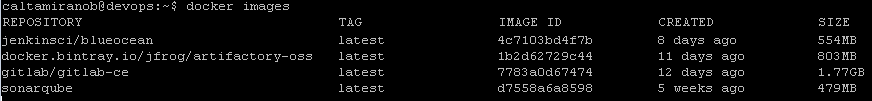 caltamiranob@devops:~$ docker images
REPOSITORY TAG IMAGE ID CREATED SIZE
jenkinsci/blueocean latest 4c7103bd4f7b 8 days ago 554MB
docker.bintray.io/jfrog/artifactory-oss latest 1b2d62729c44 11 days ago 803MB
gitlab/gitlab-ce latest 7783a0d67474 12 days ago 1.77GB
sonarqube latest d7558a6a8598 5 weeks ago 479MB